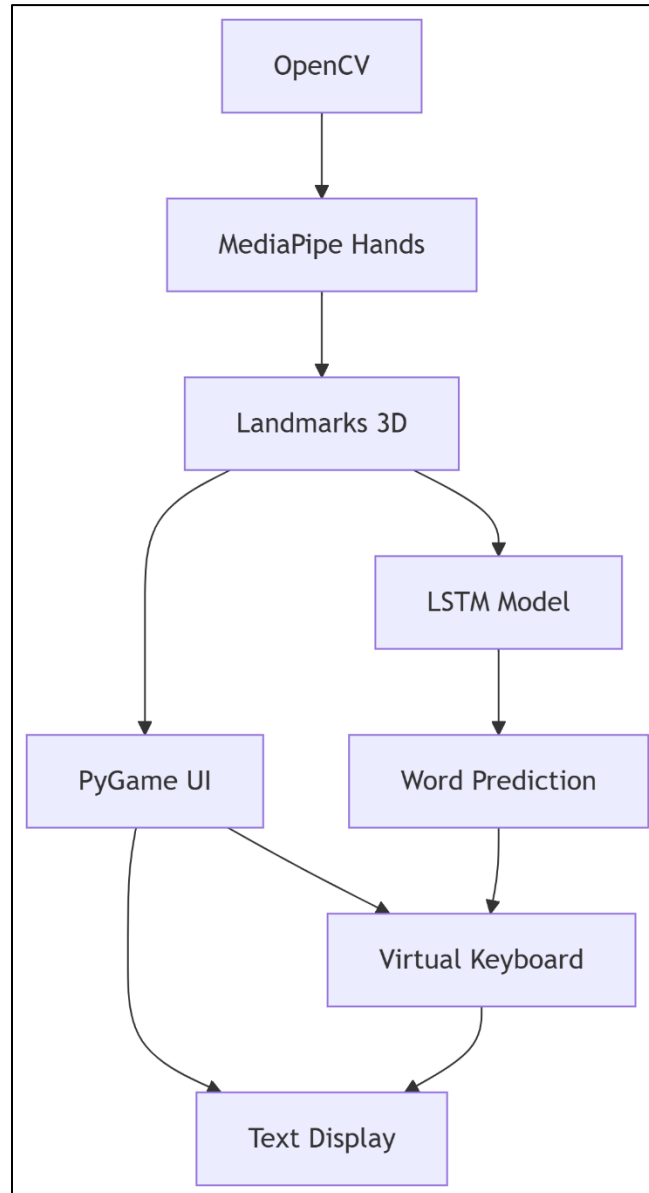 OpenCV
MediaPipe Hands
Landmarks 3D
LSTM Model
PyGame UI
Word Prediction
Virtual Keyboard
Text Display